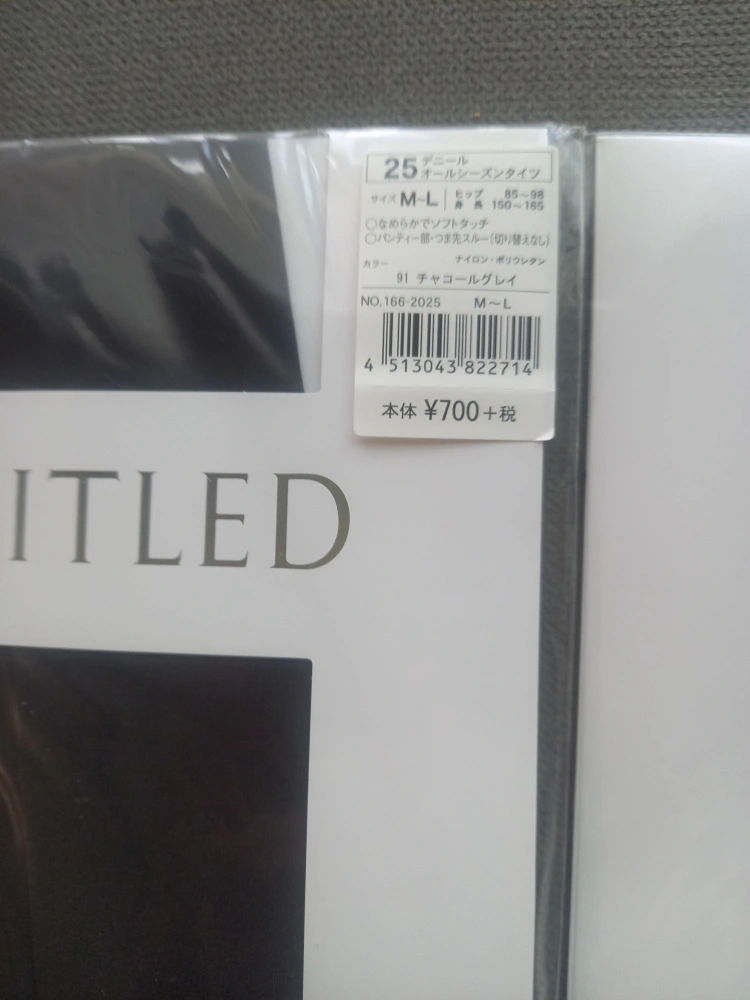 25 デニール
オールシーズンタイツ
サイズ M~L ヒップ 85~98
身長 150~165
○なめらかでソフトタッチ
○パンティー部・つま先スルー(切り替えなし)
ナイロン・ポリウレタン
カラー
91 チャコールグレイ
NO.166-2025 M~L
4 513043 822714
本体 ¥700+税
ITLED